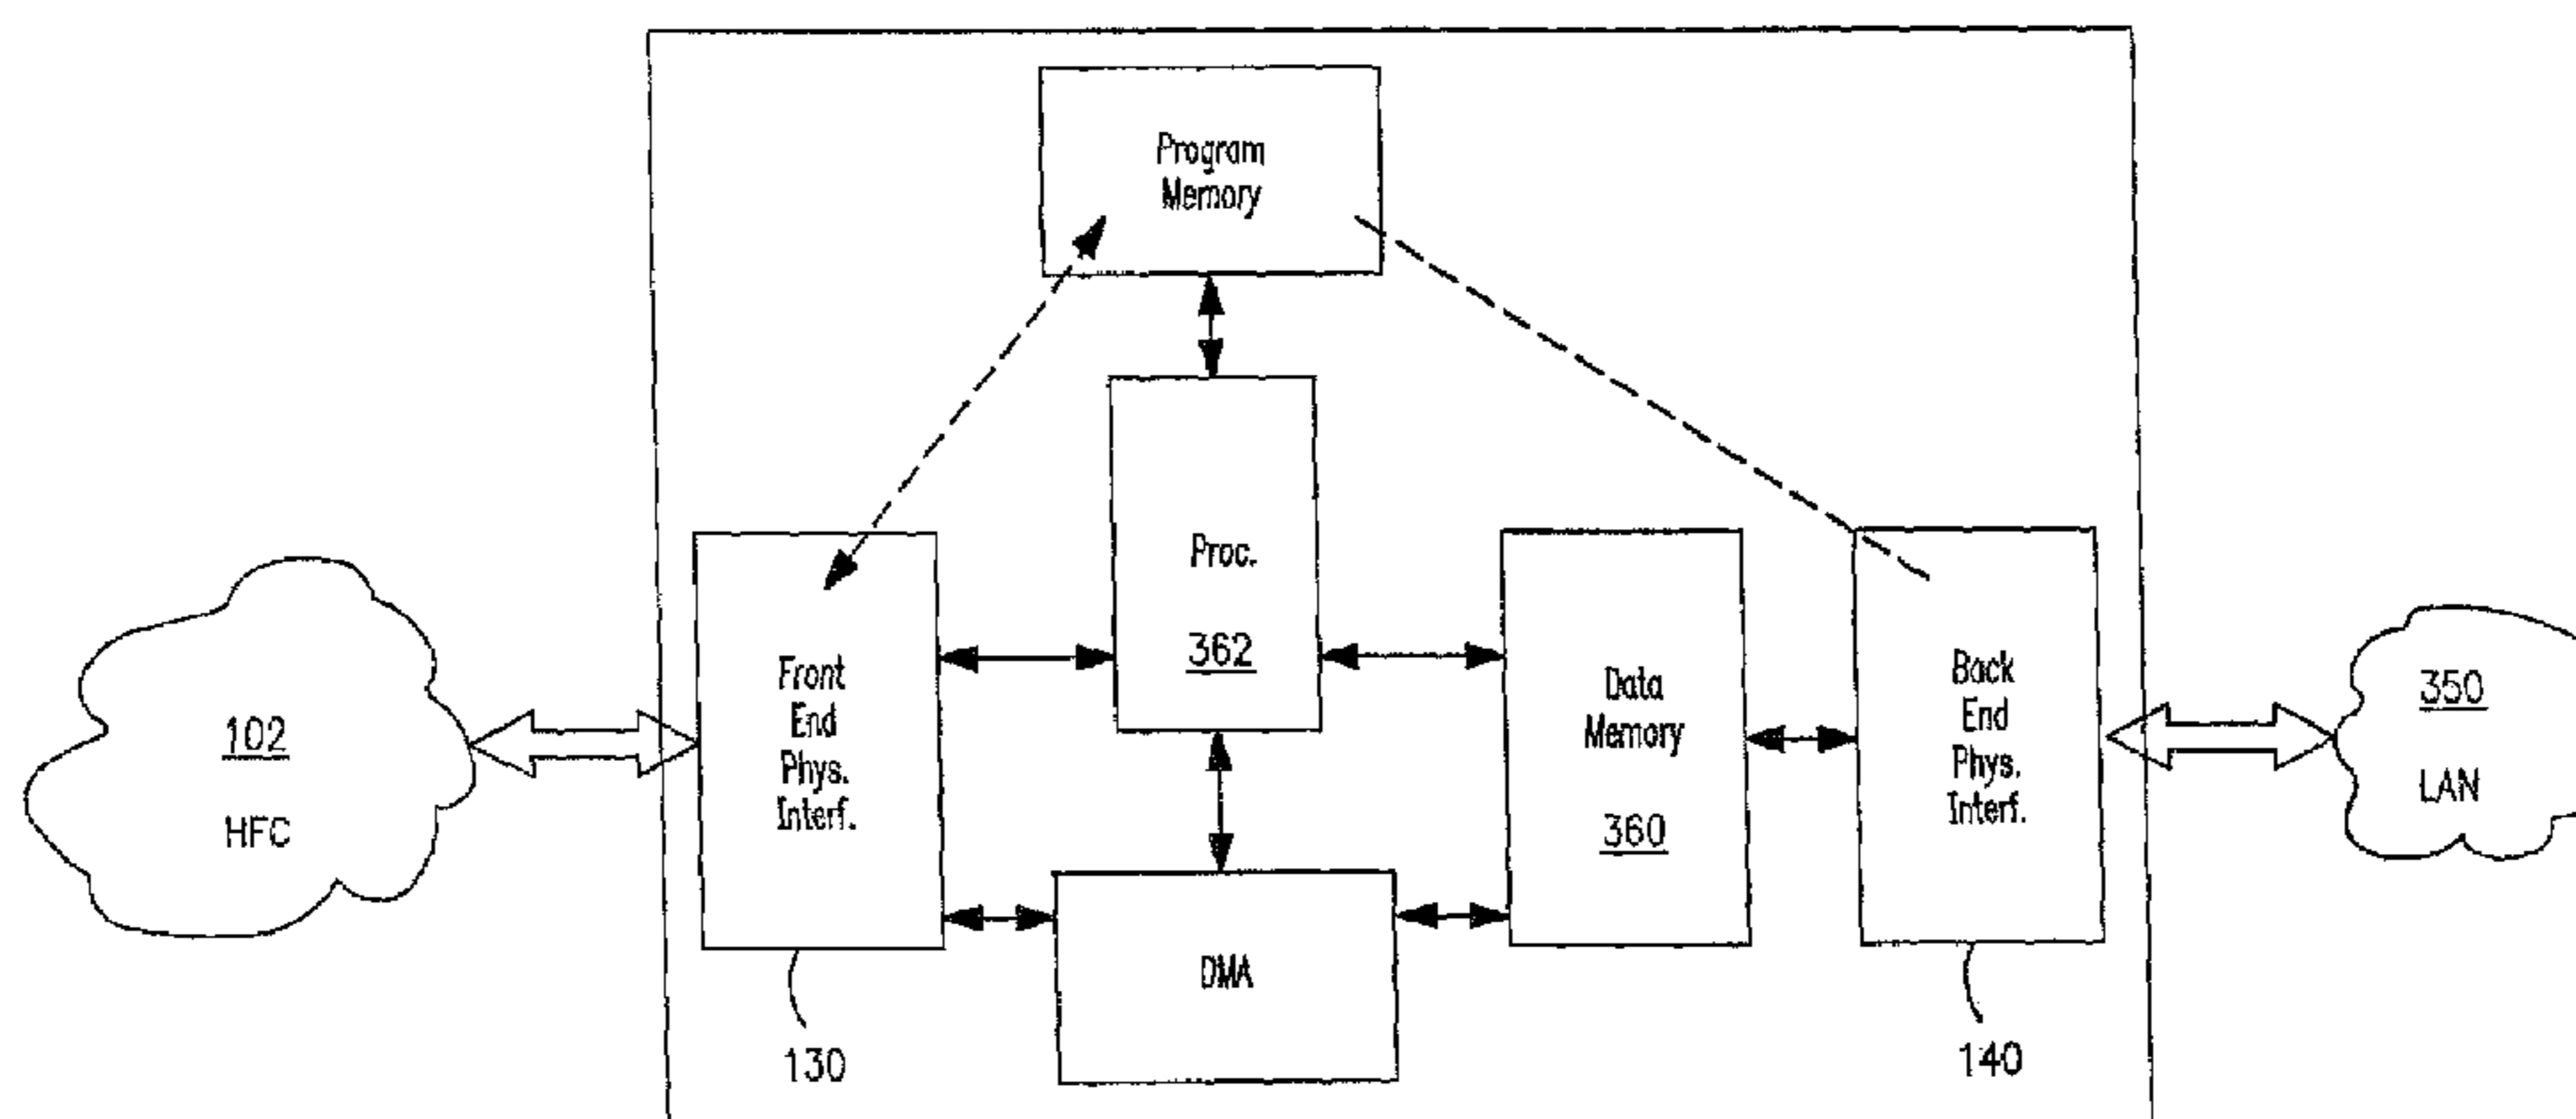 Program
Memory
Proc.
362
Front
End
Phys.
Interf.
Data
Memory
360
Back
End
Phys.
Interf.
102
HFC
350
LAN
DMA
130
140